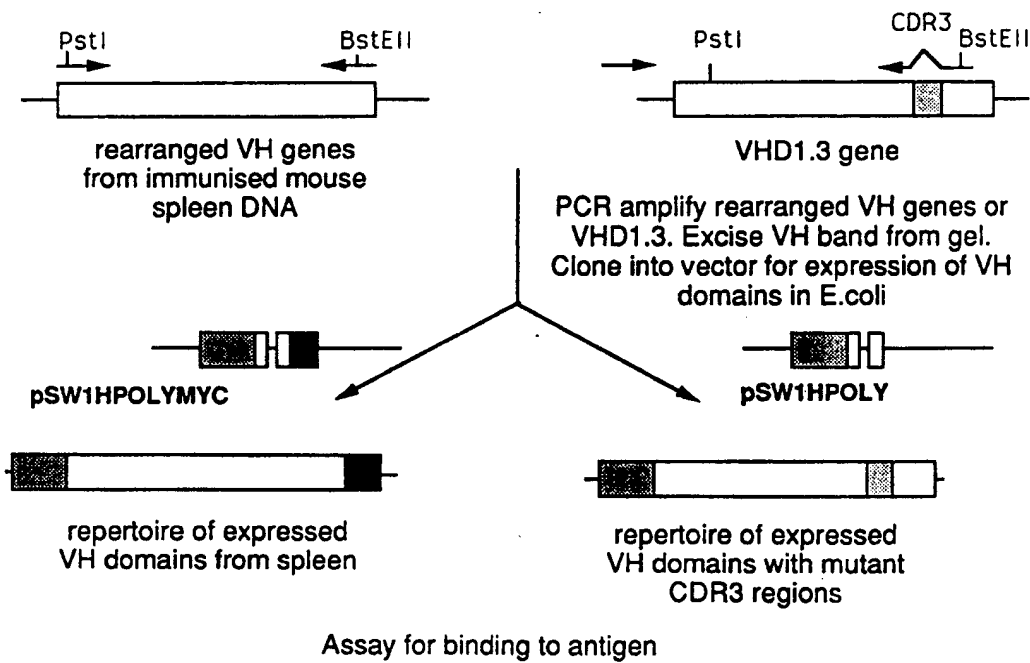 PstI
BstEII
rearranged VH genes
from immunised mouse
spleen DNA
PstI
CDR3
BstEII
VHD1.3 gene
PCR amplify rearranged VH genes or
VHD1.3. Excise VH band from gel.
Clone into vector for expression of VH
domains in E.coli
pSW1HPOLYMYC
pSW1HPOLY
repertoire of expressed
VH domains from spleen
repertoire of expressed
VH domains with mutant
CDR3 regions
Assay for binding to antigen